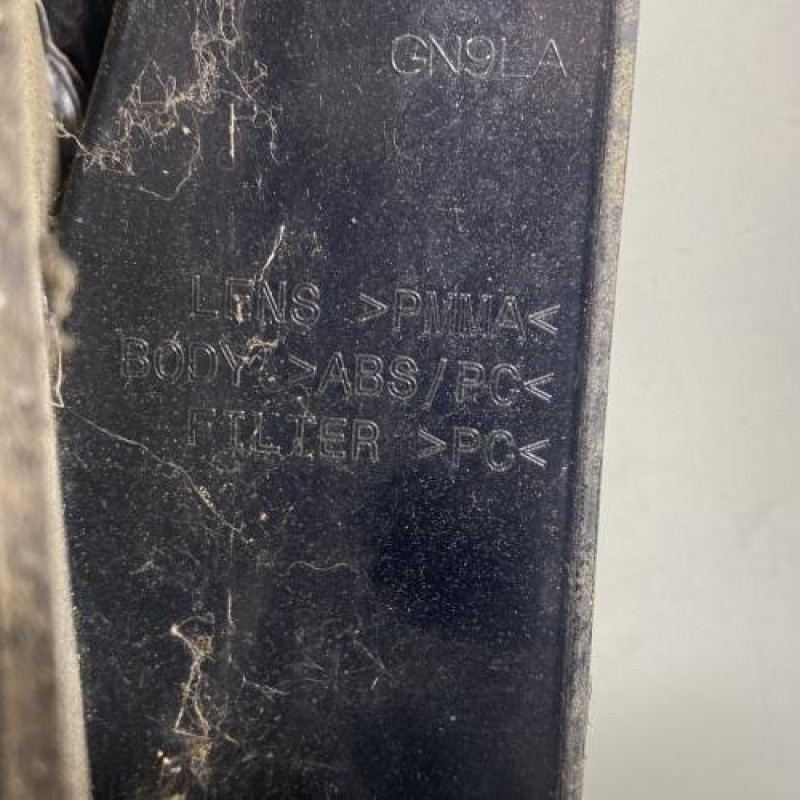 GN9LA
LENS >PMMA<
BODY >ABS/PC<
FILTER >PC<